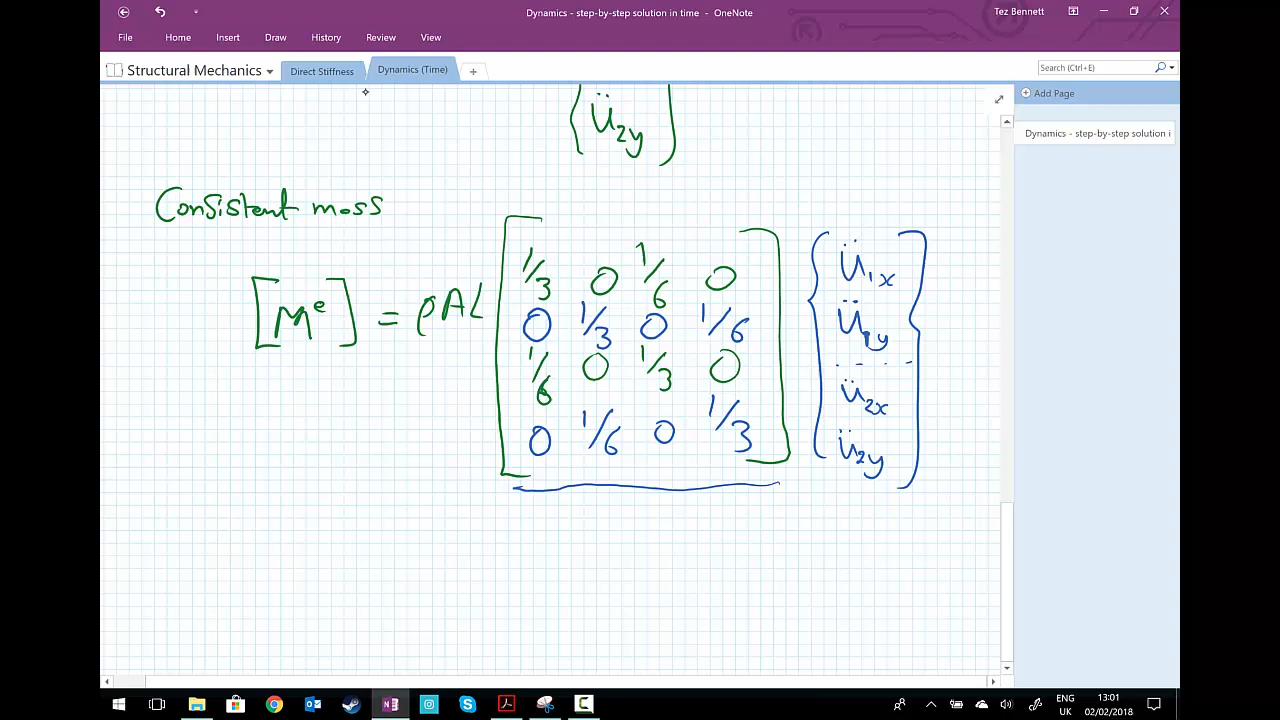 Dynamics - step-by-step solution in time - OneNote
Tez Bennett
File Home Insert Draw History Review View
Structural Mechanics
Direct Stiffness
Dynamics (Time)
Search (Ctrl+E)
Add Page
Dynamics - step-by-step solution i
Ü2y
Consistent mass
[Mᵉ] = ρAL
1/3 0 1/6 0
0 1/3 0 1/6
1/6 0 1/3 0
0 1/6 0 1/3
ü1x
ü1y
ü2x
ü2y
ENG
UK
13:01
02/02/2018